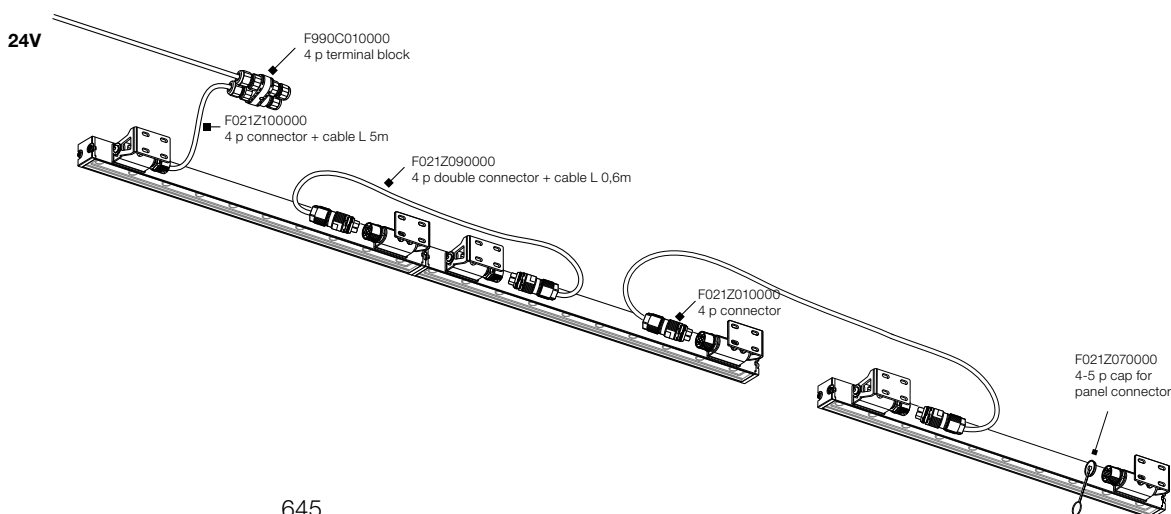 24V
F990C010000
4 p terminal block
F021Z100000
4 p connector + cable L 5m
F021Z090000
4 p double connector + cable L 0,6m
F021Z010000
4 p connector
F021Z070000
4-5 p cap for
panel connector
645